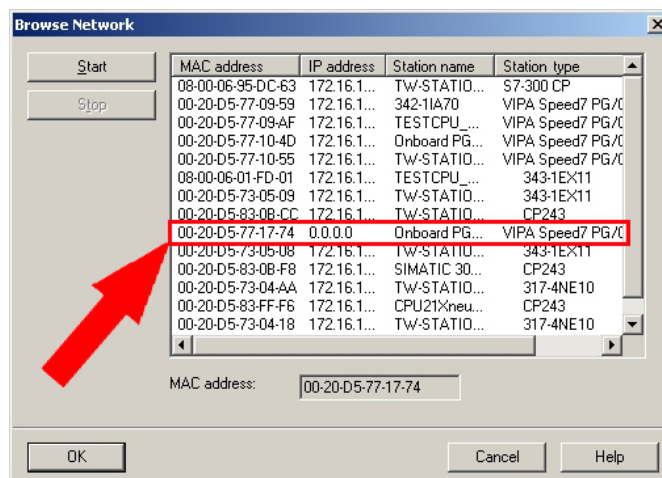 Browse Network
Start
Stop
MAC address IP address Station name Station type
08-00-06-95-DC-63 172.16.1... TW-STATIO... S7-300 CP
00-20-D5-77-09-59 172.16.1... 342-1IA70 VIPA Speed7 PG/
00-20-D5-77-09-AF 172.16.1... TESTCPU_... VIPA Speed7 PG/
00-20-D5-77-10-4D 172.16.1... Onboard PG... VIPA Speed7 PG/
00-20-D5-77-10-55 172.16.1... TW-STATIO... VIPA Speed7 PG/
08-00-06-01-FD-01 172.16.1... TESTCPU_... 343-1EX11
00-20-D5-73-05-09 172.16.1... TW-STATIO... 343-1EX11
00-20-D5-83-0B-CC 172.16.1... TW-STATIO... CP243
00-20-D5-77-17-74 0.0.0.0 Onboard PG... VIPA Speed7 PG/
00-20-D5-73-05-08 172.16.1... TW-STATIO... 343-1EX11
00-20-D5-83-0B-F8 172.16.1... SIMATIC 30... CP243
00-20-D5-73-04-AA 172.16.1... TW-STATIO... 317-4NE10
00-20-D5-83-FF-F6 172.16.1... CPU21Xneu... CP243
00-20-D5-73-04-18 172.16.1... TW-STATIO... 317-4NE10
MAC address: 00-20-D5-77-17-74
OK Cancel Help